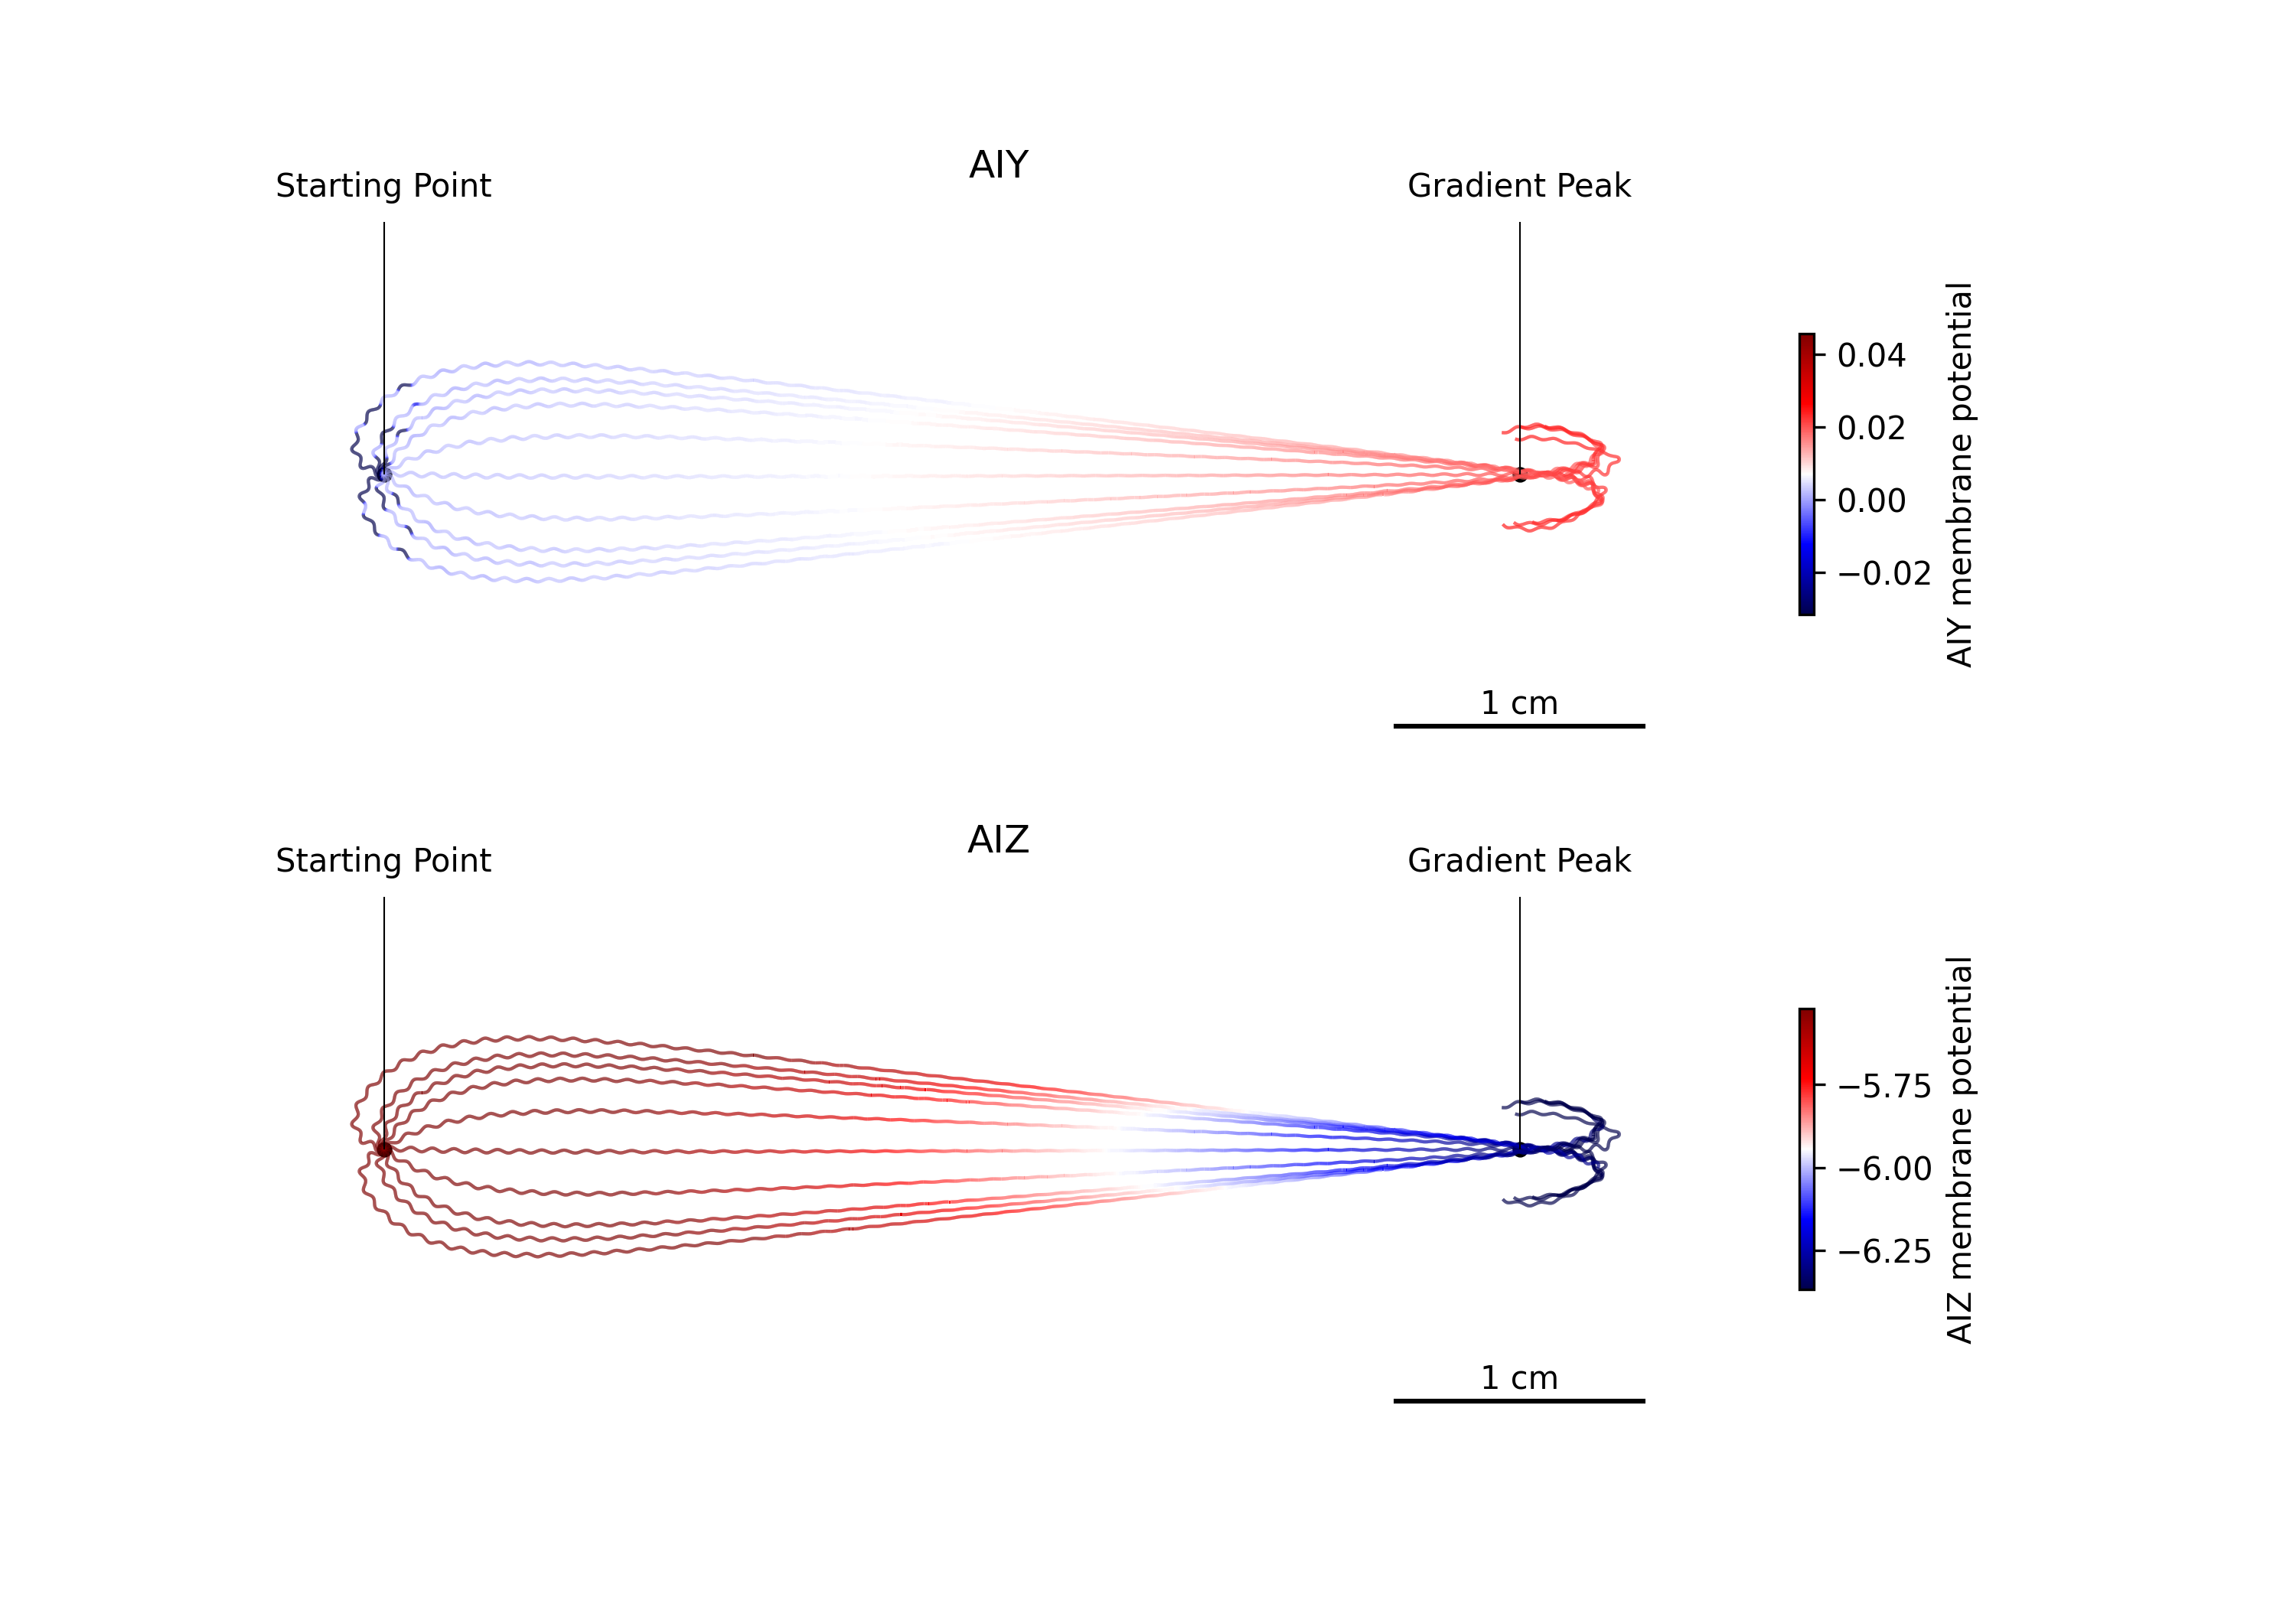 AIY
Starting Point
Gradient Peak
0.04
0.02
0.00
−0.02
AIY membrane potential
1 cm
AIZ
Starting Point
Gradient Peak
−5.75
−6.00
−6.25
AIZ membrane potential
1 cm